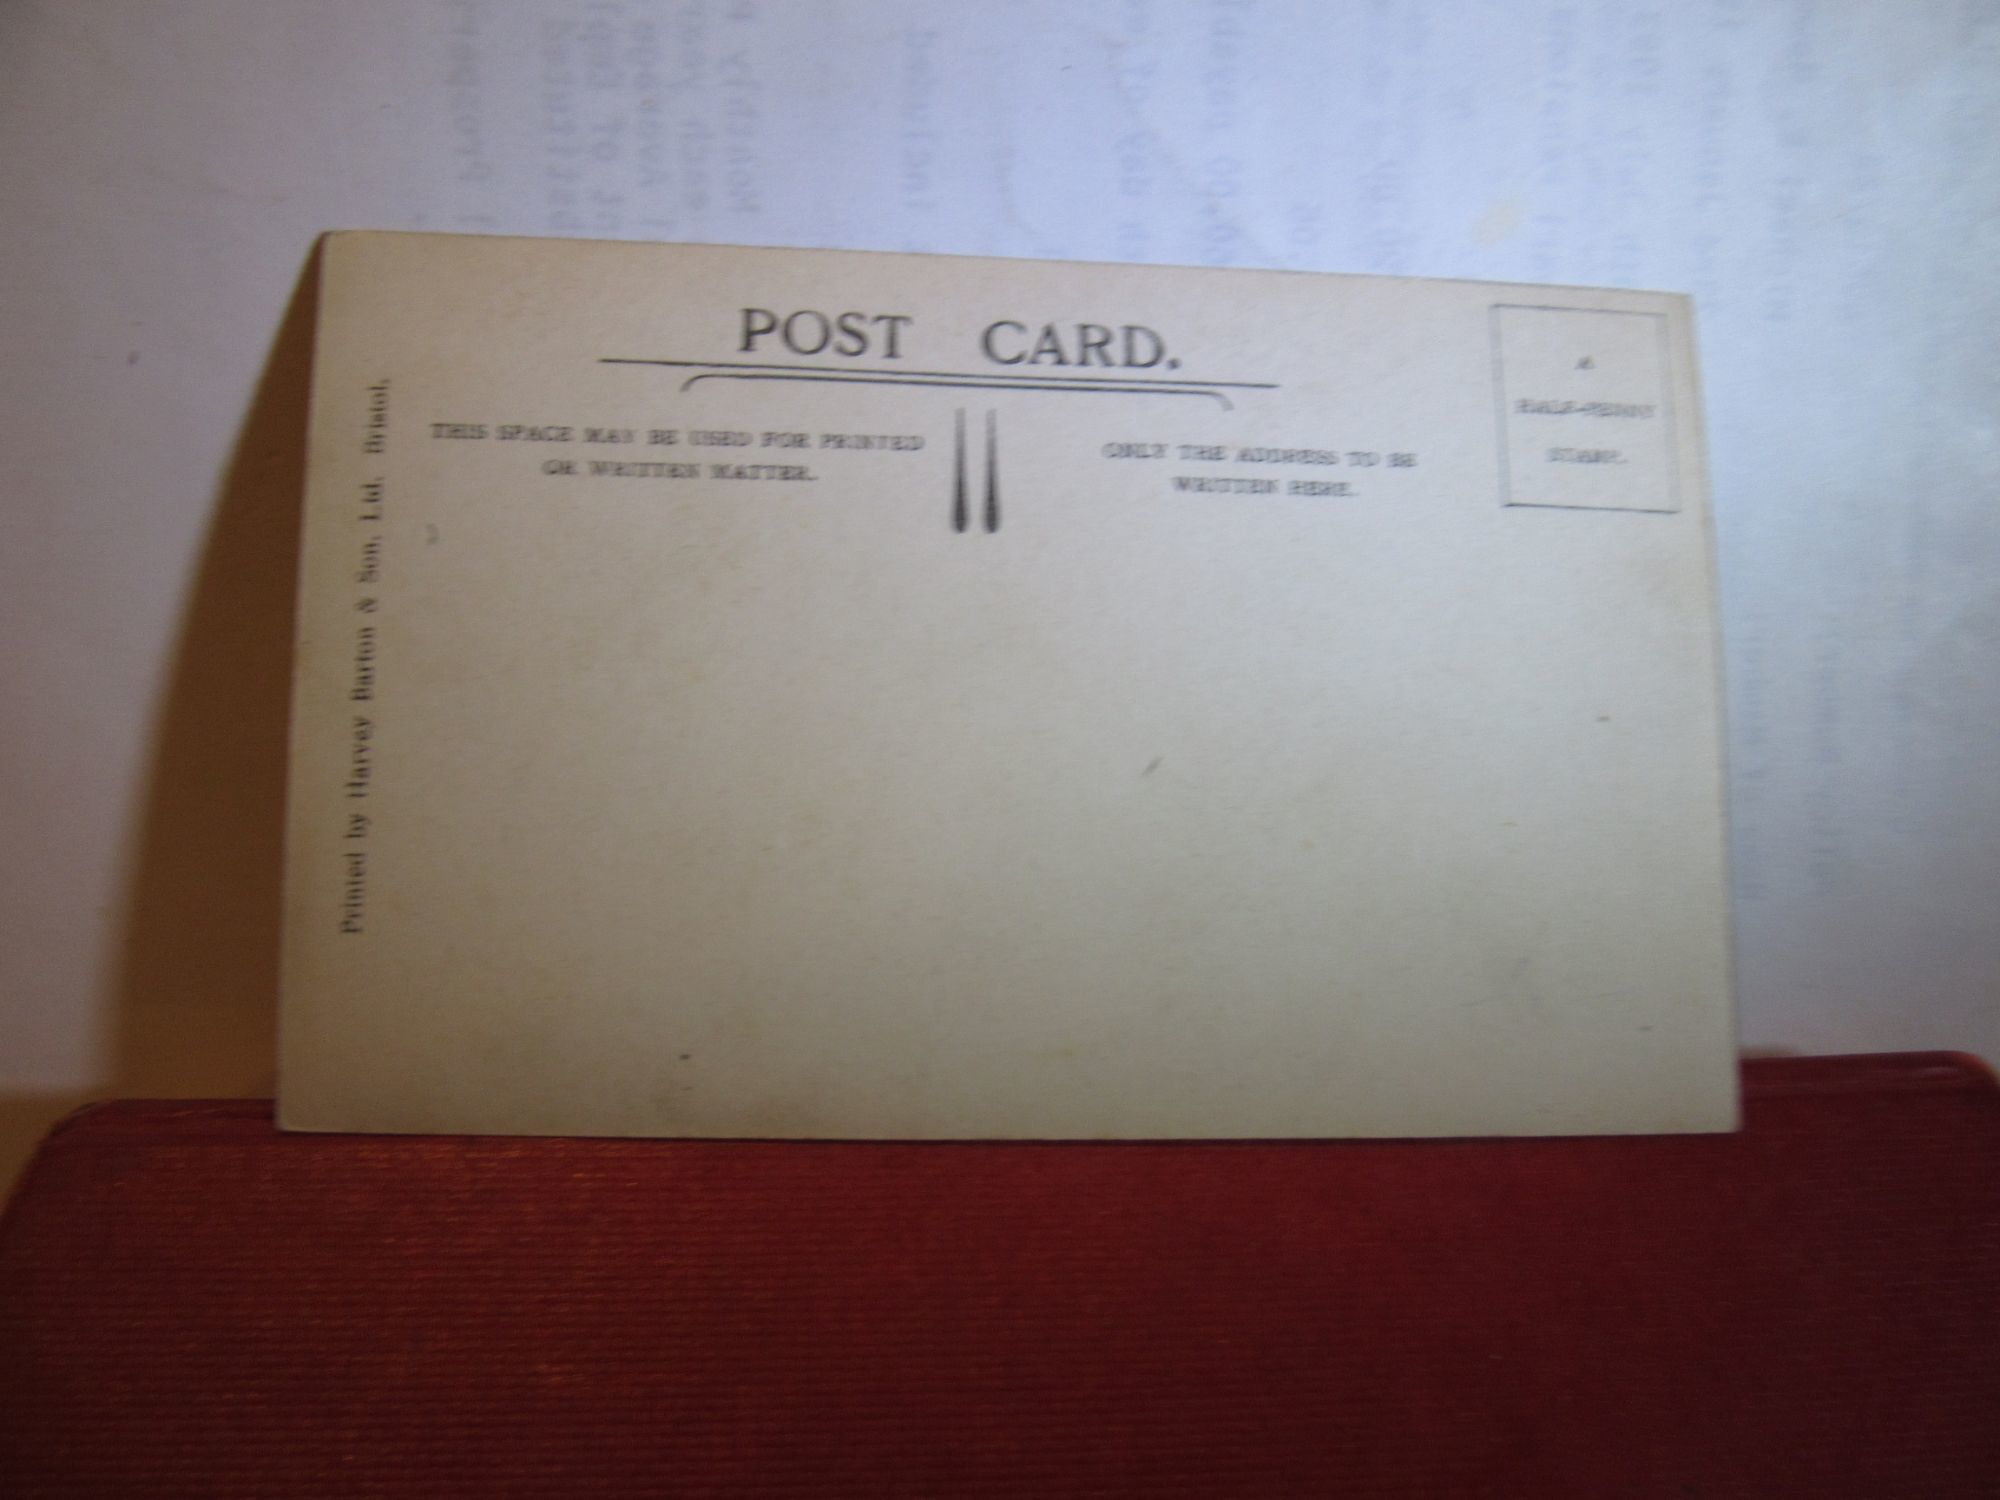 POST CARD.
THIS SPACE MAY BE USED FOR PRINTED
OR WRITTEN MATTER.
ONLY THE ADDRESS TO BE
WRITTEN HERE.
A
HALF-PENNY
STAMP.
Printed by Harvey Barton & Son, Ltd. Bristol.